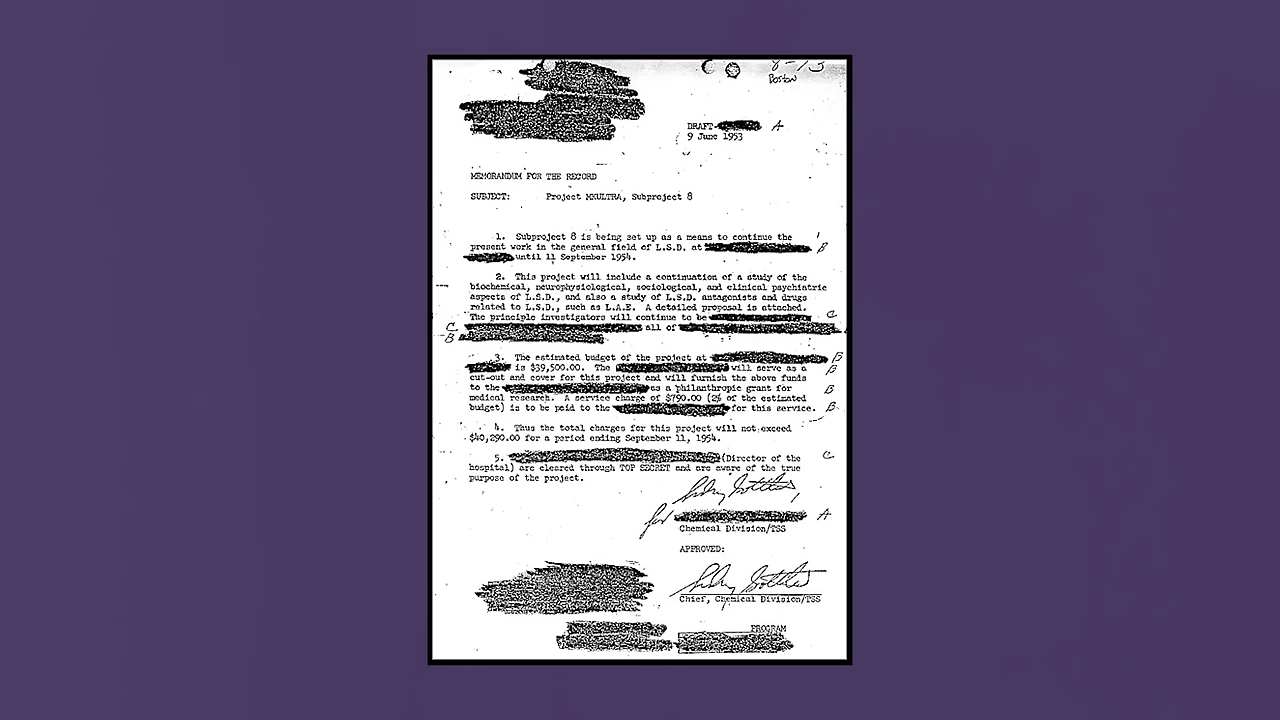 8-13
Boston
DRAFT- A
9 June 1953
MEMORANDUM FOR THE RECORD
SUBJECT: Project MKULTRA, Subproject 8
1. Subproject 8 is being set up as a means to continue the
present work in the general field of L.S.D. at B
until 11 September 1954.
2. This project will include a continuation of a study of the
biochemical, neurophysiological, sociological, and clinical psychiatric
aspects of L.S.D., and also a study of L.S.D. antagonists and drugs
related to L.S.D., such as L.A.E. A detailed proposal is attached.
The principle investigators will continue to be C
C all of
B
3. The estimated budget of the project at B
is $39,500.00. The will serve as a B
cut-out and cover for this project and will furnish the above funds
to the as a philanthropic grant for B
medical research. A service charge of $790.00 (2% of the estimated
budget) is to be paid to the for this service. B
4. Thus the total charges for this project will not exceed
$40,290.00 for a period ending September 11, 1954.
5. (Director of the C
hospital) are cleared through TOP SECRET and are aware of the true
purpose of the project.
Sidney Gottlieb
for A
Chemical Division/TSS
APPROVED:
Sidney Gottlieb
Chief, Chemical Division/TSS
PROGRAM